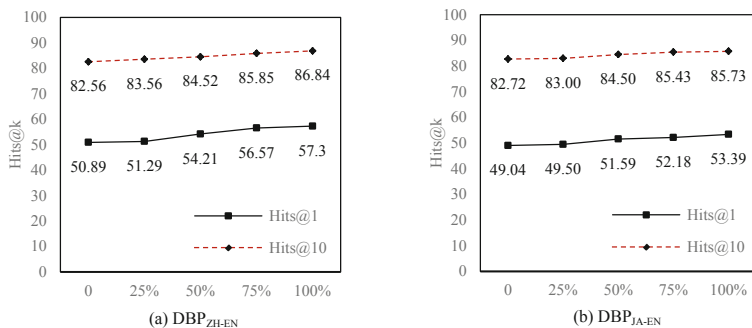 100
90
80
70
60
50
40
30
20
10
0
Hits@k
82.56 83.56 84.52 85.85 86.84
50.89 51.29 54.21 56.57 57.3
Hits@1
Hits@10
0 25% 50% 75% 100%
(a) DBP_ZH-EN
100
90
80
70
60
50
40
30
20
10
0
Hits@k
82.72 83.00 84.50 85.43 85.73
49.04 49.50 51.59 52.18 53.39
Hits@1
Hits@10
0 25% 50% 75% 100%
(b) DBP_JA-EN